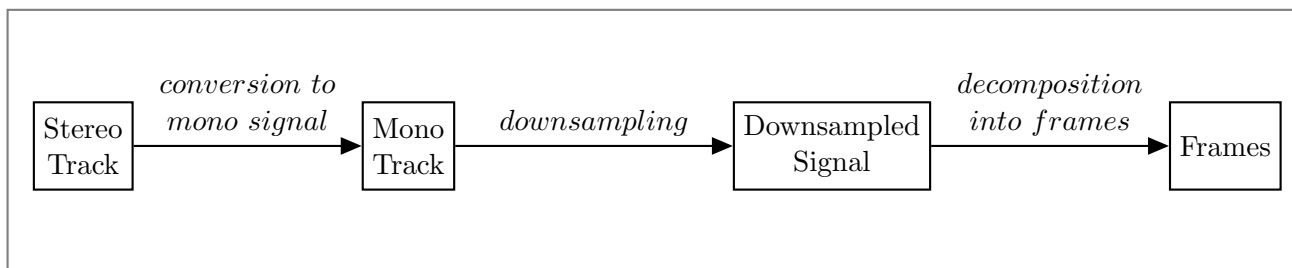 Stereo
Track
conversion to
mono signal
Mono
Track
downsampling
Downsampled
Signal
decomposition
into frames
Frames